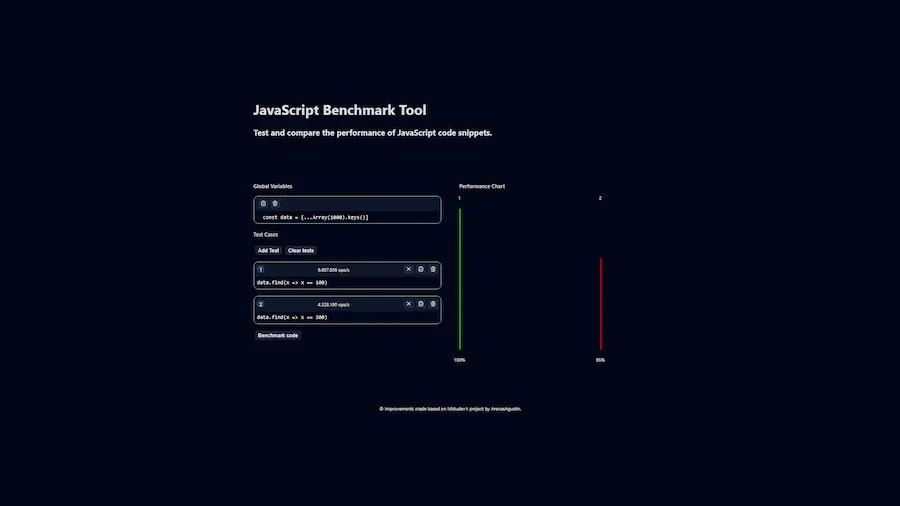 JavaScript Benchmark Tool
Test and compare the performance of JavaScript code snippets.
Global Variables
const data = [...Array(1000).keys()]
Test Cases
Add Test Clear tests
1 6.697.635 ops/s
data.find(x => x == 100)
2 4.328.190 ops/s
data.find(x => x == 200)
Benchmark code
Performance Chart
1 2
100% 65%
© Improvements made based on Midudev's project by ArenasAgustin.